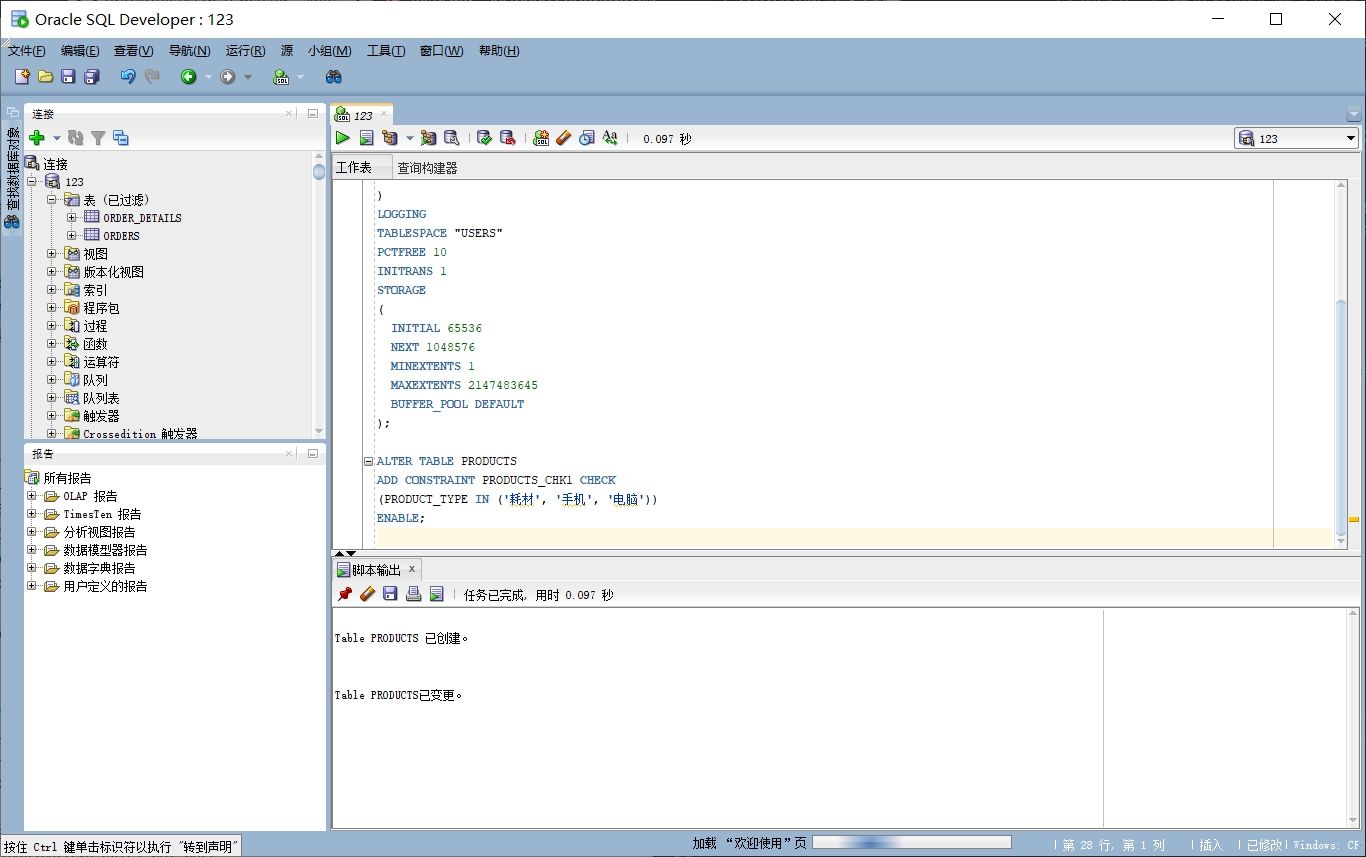 Oracle SQL Developer : 123
文件(F) 编辑(E) 查看(V) 导航(N) 运行(R) 源 小组(M) 工具(T) 窗口(W) 帮助(H)
查找数据库对象
连接
连接
123
表（已过滤）
ORDER_DETAILS
ORDERS
视图
版本化视图
索引
程序包
过程
函数
运算符
队列
队列表
触发器
Crossedition 触发器
报告
所有报告
OLAP 报告
TimesTen 报告
分析视图报告
数据模型器报告
数据字典报告
用户定义的报告
123
0.097 秒
123
工作表 查询构建器
)
LOGGING
TABLESPACE "USERS"
PCTFREE 10
INITRANS 1
STORAGE
(
INITIAL 65536
NEXT 1048576
MINEXTENTS 1
MAXEXTENTS 2147483645
BUFFER_POOL DEFAULT
);
ALTER TABLE PRODUCTS
ADD CONSTRAINT PRODUCTS_CHK1 CHECK
(PRODUCT_TYPE IN ('耗材', '手机', '电脑'))
ENABLE;
脚本输出
任务已完成, 用时 0.097 秒
Table PRODUCTS 已创建。
Table PRODUCTS已变更。
按住 Ctrl 键单击标识符以执行 "转到声明"
加载 “欢迎使用”页
第 28 行, 第 1 列 插入 已修改 Windows: CF